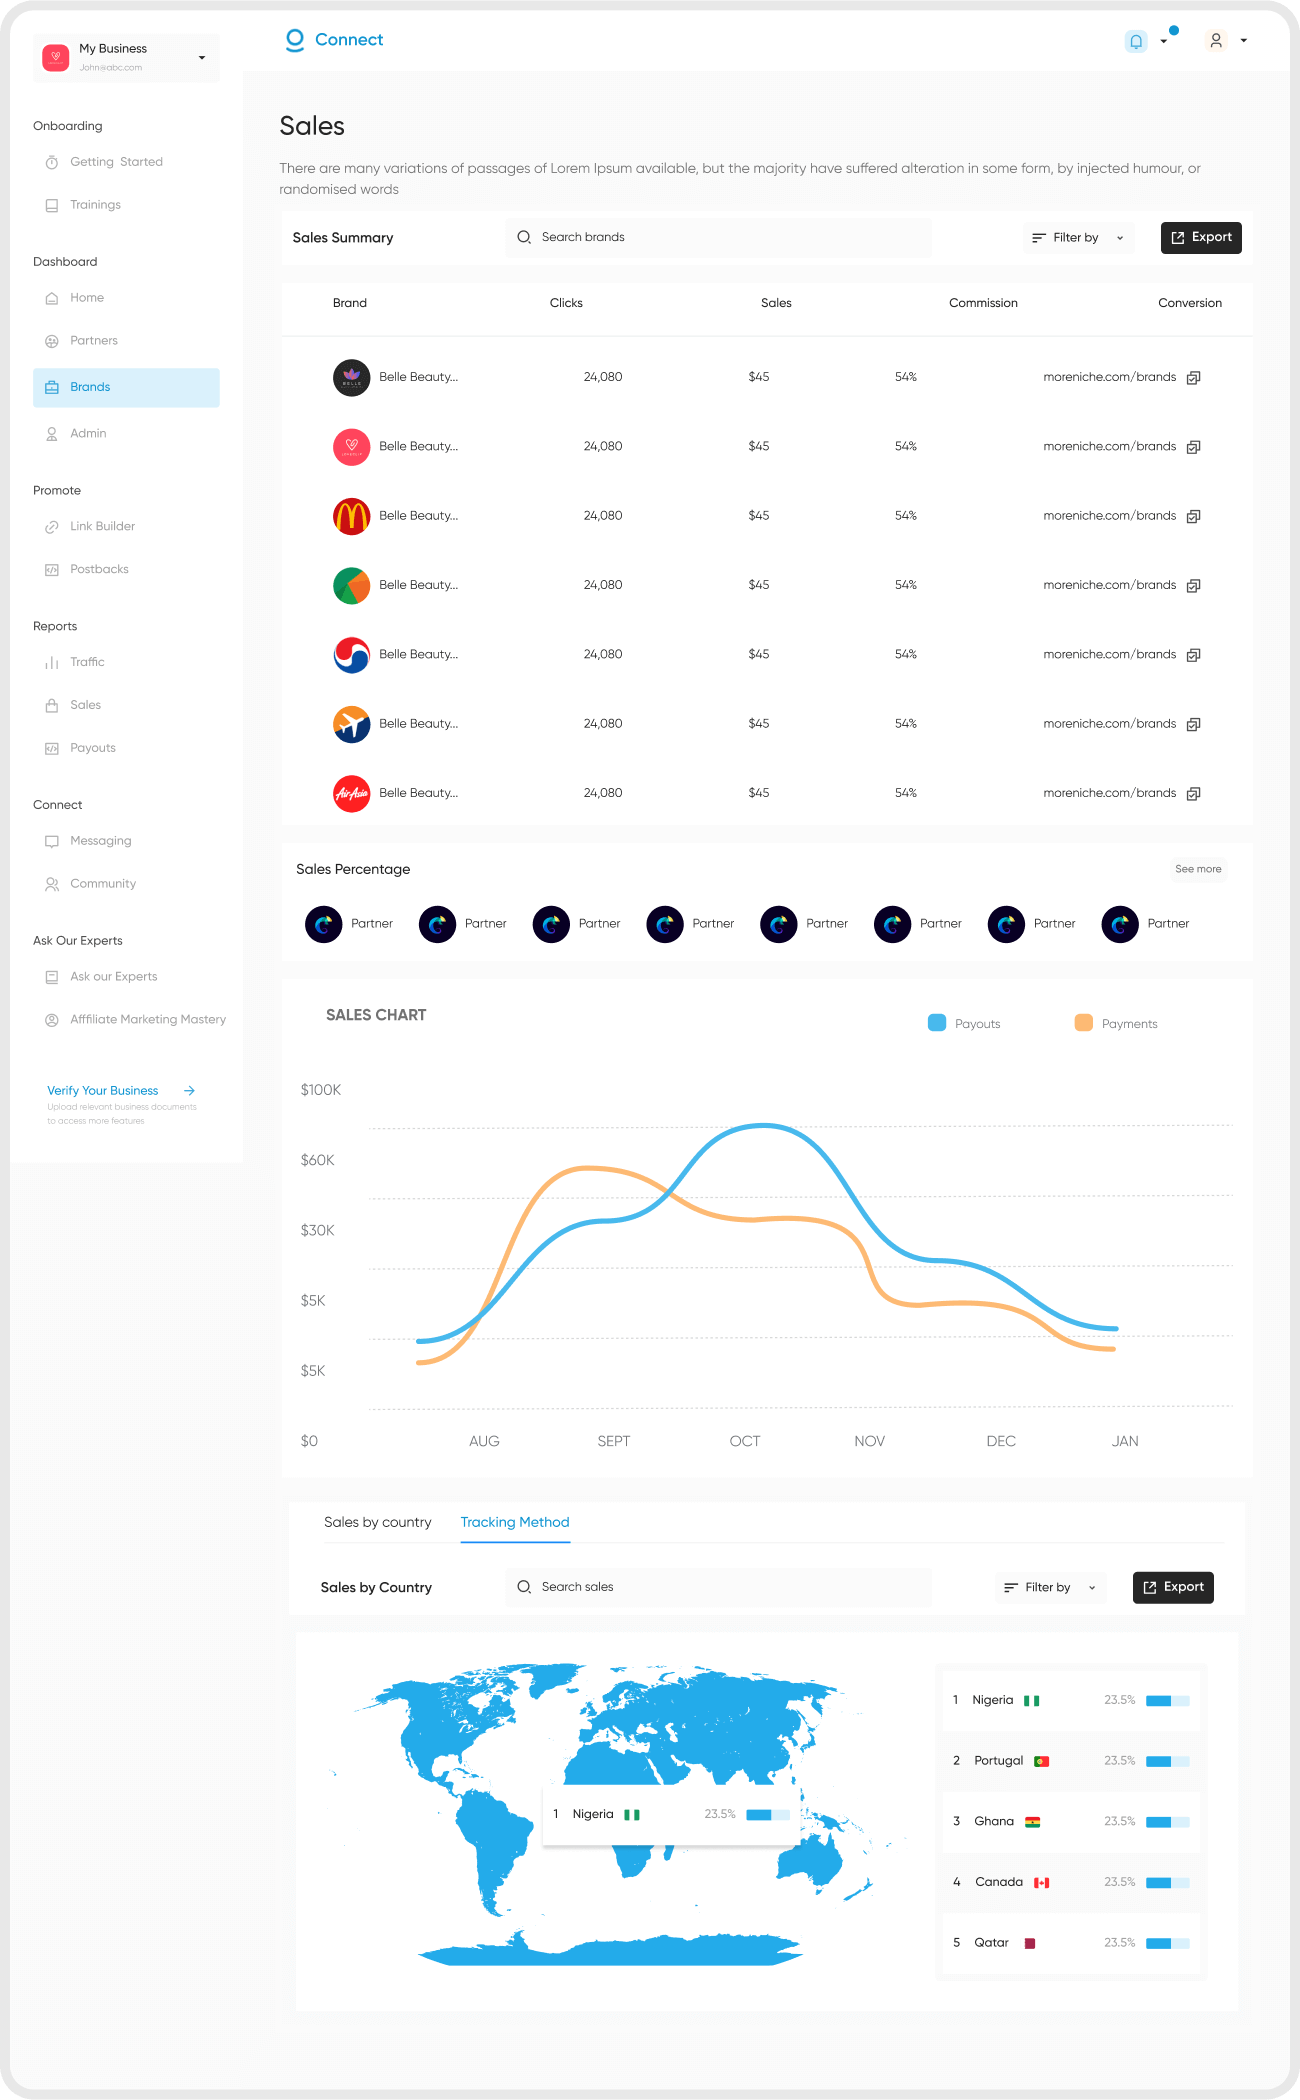 My Business
John@abc.com
Connect
Onboarding
Getting Started
Trainings
Dashboard
Home
Partners
Brands
Admin
Promote
Link Builder
Postbacks
Reports
Traffic
Sales
Payouts
Connect
Messaging
Community
Ask Our Experts
Ask our Experts
Afffiliate Marketing Mastery
Verify Your Business
Upload relevant business documents
to access more features
Sales
There are many variations of passages of Lorem Ipsum available, but the majority have suffered alteration in some form, by injected humour, or
randomised words
Sales Summary Search brands Filter by Export
Brand Clicks Sales Commission Conversion
BELLE Belle Beauty... 24,080 $45 54% moreniche.com/brands
Belle Beauty... 24,080 $45 54% moreniche.com/brands
Belle Beauty... 24,080 $45 54% moreniche.com/brands
Belle Beauty... 24,080 $45 54% moreniche.com/brands
Belle Beauty... 24,080 $45 54% moreniche.com/brands
Belle Beauty... 24,080 $45 54% moreniche.com/brands
AirAsia Belle Beauty... 24,080 $45 54% moreniche.com/brands
Sales Percentage See more
Partner Partner Partner Partner Partner Partner Partner Partner
SALES CHART Payouts Payments
$100K
$60K
$30K
$5K
$5K
$0 AUG SEPT OCT NOV DEC JAN
Sales by country Tracking Method
Sales by Country Search sales Filter by Export
1 Nigeria 23.5%
1 Nigeria 23.5%
2 Portugal 23.5%
3 Ghana 23.5%
4 Canada 23.5%
5 Qatar 23.5%